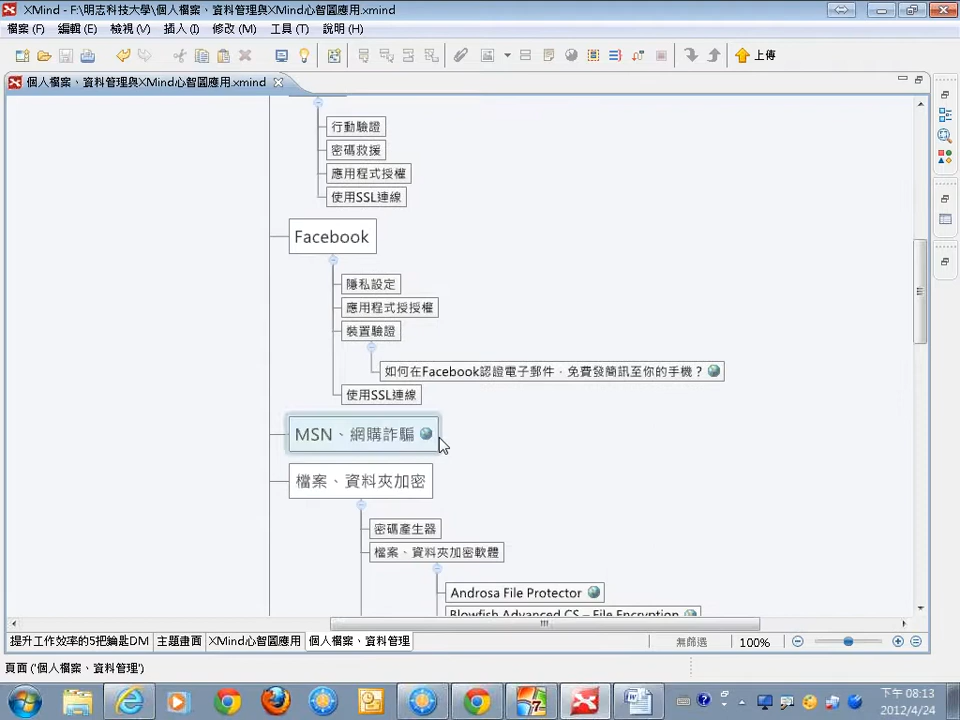 XMind - F:\明志科技大學\個人檔案、資料管理與XMind心智圖應用.xmind
檔案 (F) 編輯 (E) 檢視 (V) 插入 (I) 修改 (M) 工具 (T) 說明 (H)
上傳
個人檔案、資料管理與XMind心智圖應用.xmind
行動驗證
密碼救援
應用程式授權
使用SSL連線
Facebook
隱私設定
應用程式授授權
裝置驗證
如何在Facebook認證電子郵件﹐免費發簡訊至你的手機？
使用SSL連線
MSN、網購詐騙
檔案、資料夾加密
密碼產生器
檔案、資料夾加密軟體
Androsa File Protector
Blowfish Advanced CS – File Encryption
提升工作效率的5把鑰匙DM 主題畫面 XMind心智圖應用 個人檔案、資料管理
無篩選 100%
頁面 ('個人檔案、資料管理')
下午 08:13
2012/4/24